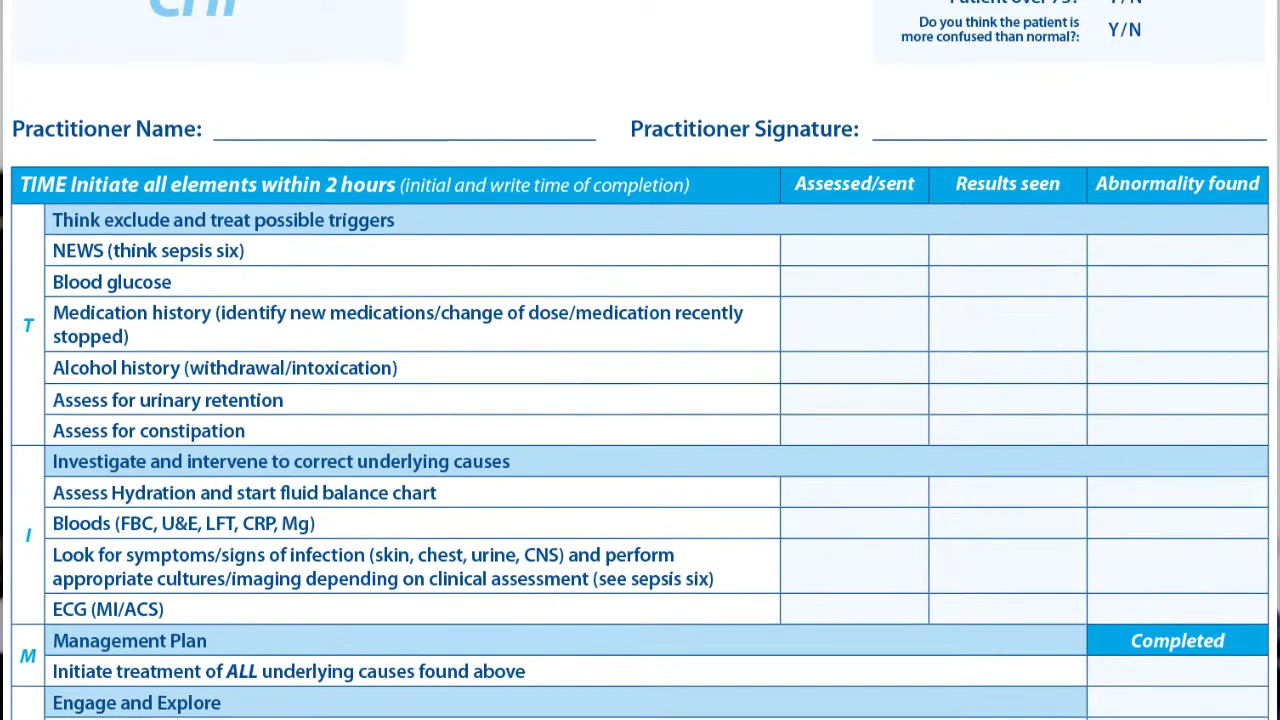 CHI
Patient over 75? Y/N
Do you think the patient is
more confused than normal?: Y/N
Practitioner Name:
Practitioner Signature:
TIME Initiate all elements within 2 hours (initial and write time of completion) Assessed/sent Results seen Abnormality found
T
Think exclude and treat possible triggers
NEWS (think sepsis six)
Blood glucose
Medication history (identify new medications/change of dose/medication recently
stopped)
Alcohol history (withdrawal/intoxication)
Assess for urinary retention
Assess for constipation
I
Investigate and intervene to correct underlying causes
Assess Hydration and start fluid balance chart
Bloods (FBC, U&E, LFT, CRP, Mg)
Look for symptoms/signs of infection (skin, chest, urine, CNS) and perform
appropriate cultures/imaging depending on clinical assessment (see sepsis six)
ECG (MI/ACS)
M
Management Plan Completed
Initiate treatment of ALL underlying causes found above
Engage and Explore